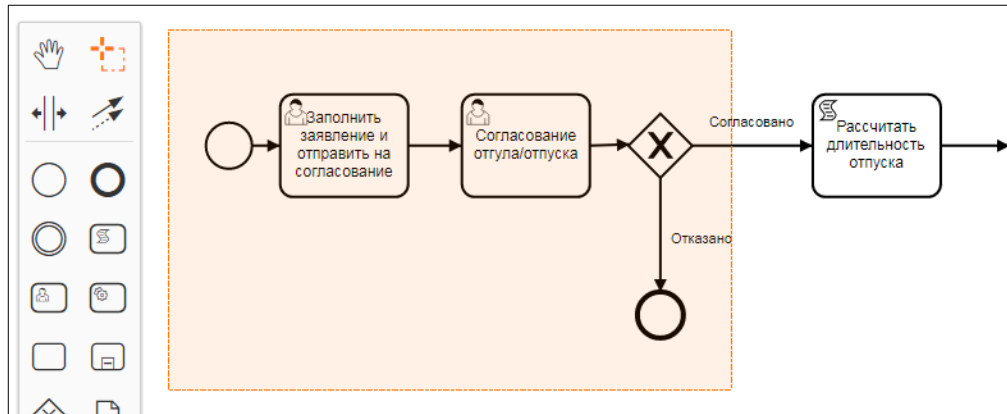 Заполнить
заявление и
отправить на
согласование
Согласование
отгула/отпуска
Согласовано
Отказано
Рассчитать
длительность
отпуска